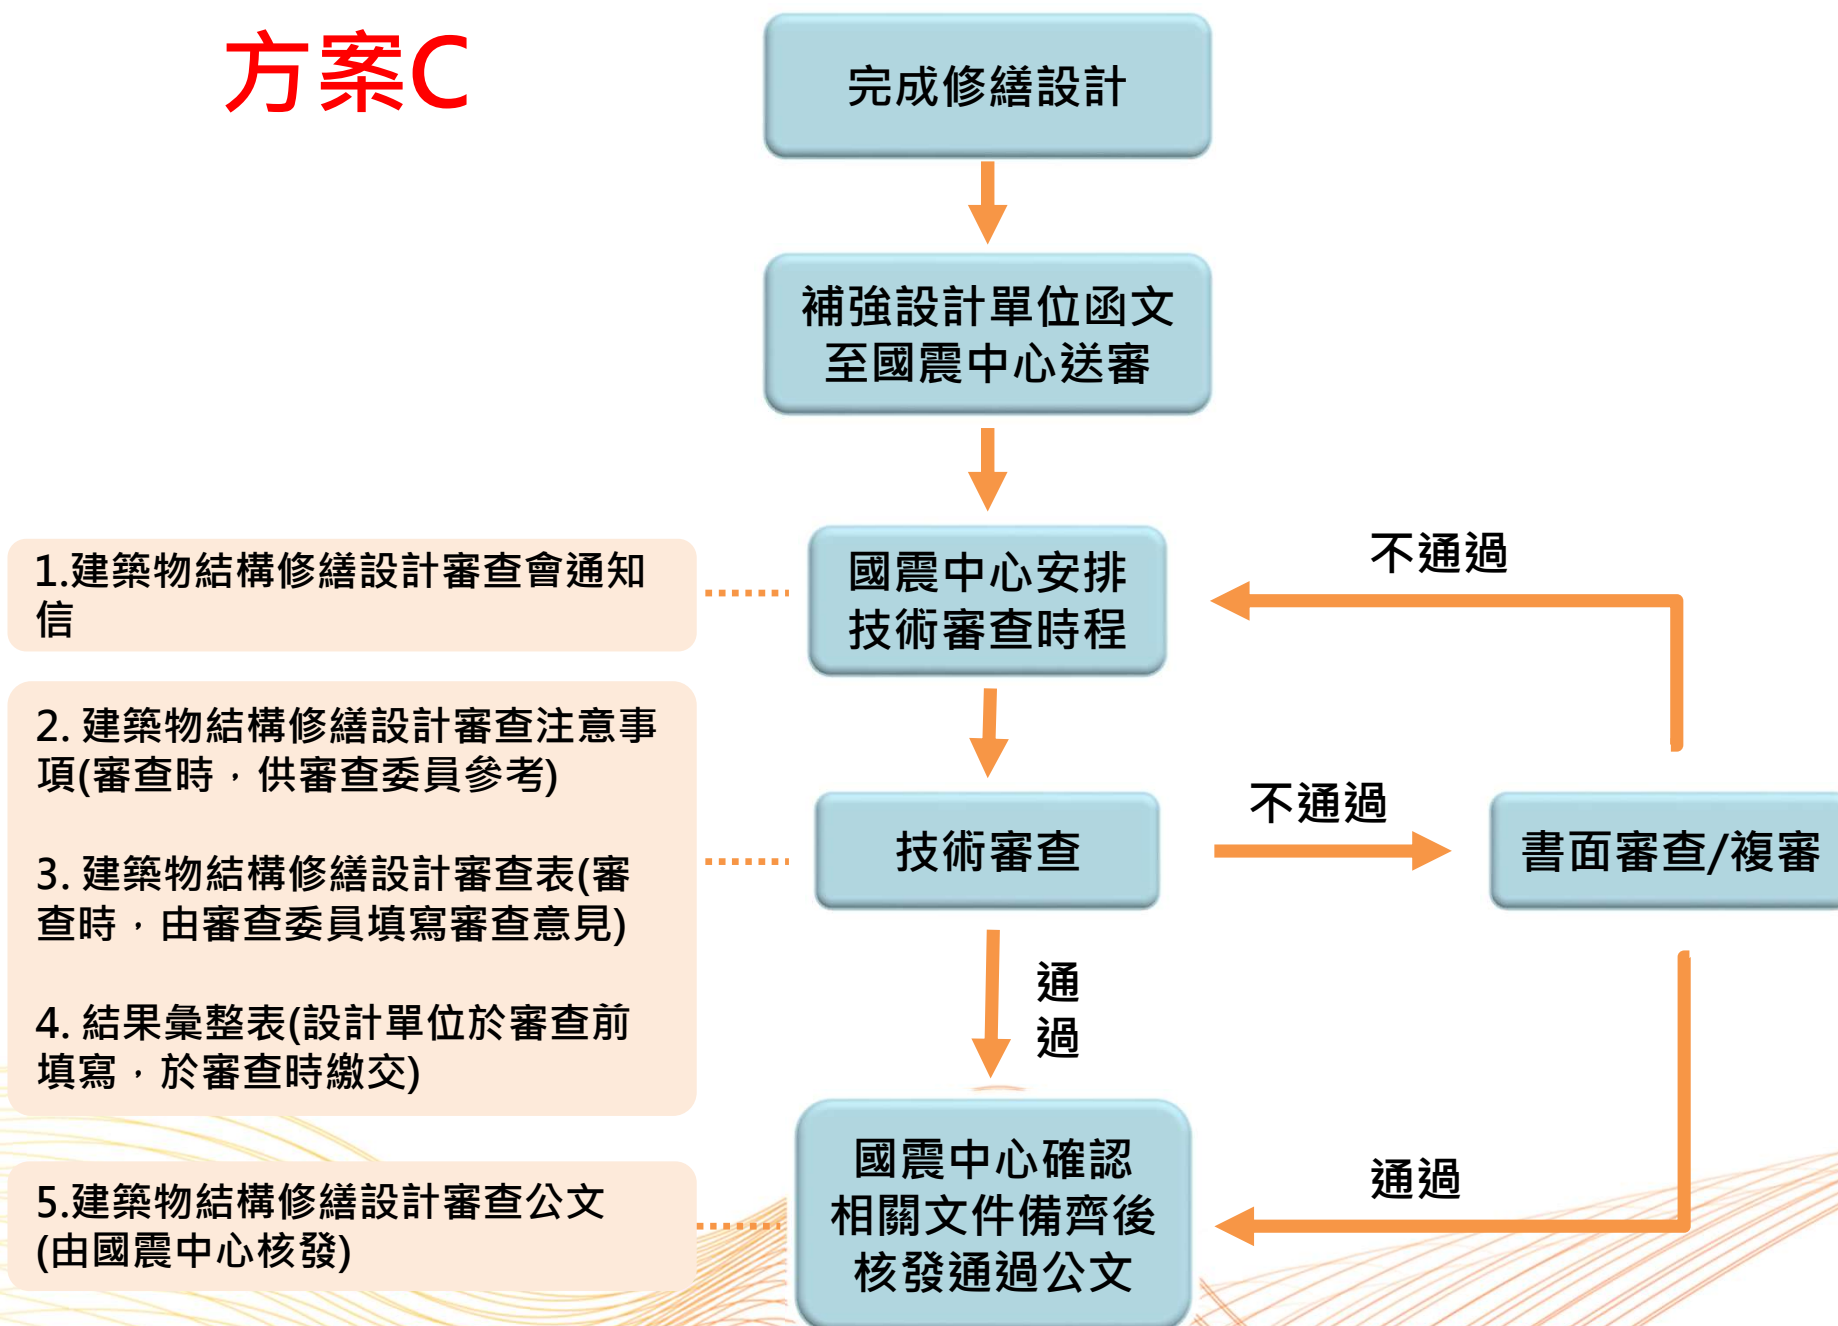 方案C
完成修繕設計
補強設計單位函文
至國震中心送審
1.建築物結構修繕設計審查會通知
信
國震中心安排
技術審查時程
不通過
2. 建築物結構修繕設計審查注意事
項(審查時，供審查委員參考)
3. 建築物結構修繕設計審查表(審
查時，由審查委員填寫審查意見)
4. 結果彙整表(設計單位於審查前
填寫，於審查時繳交)
技術審查
不通過
書面審查/複審
通
過
5.建築物結構修繕設計審查公文
(由國震中心核發)
國震中心確認
相關文件備齊後
核發通過公文
通過